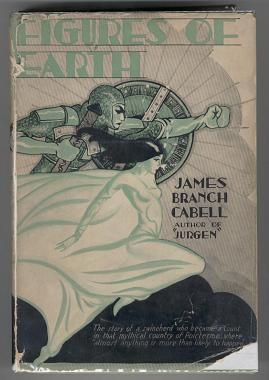 FIGURES OF
EARTH
JAMES
BRANCH
CABELL
AUTHOR OF
"JURGEN"
The story of a swineherd who became a Count
in that mythical country of Poictesme where
almost anything is more than likely to happen